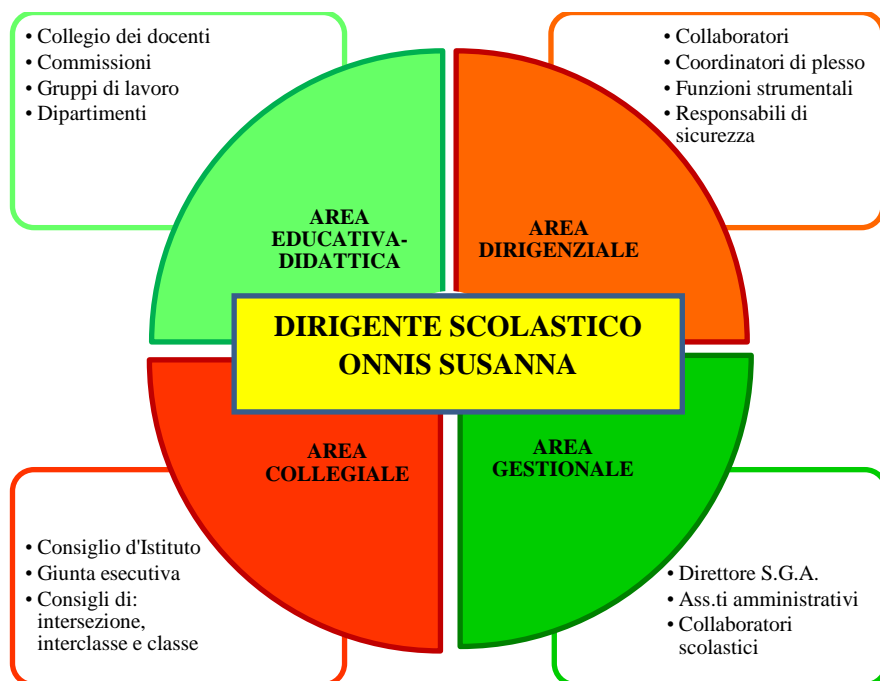 • Collegio dei docenti
• Commissioni
• Gruppi di lavoro
• Dipartimenti
• Collaboratori
• Coordinatori di plesso
• Funzioni strumentali
• Responsabili di
sicurezza
AREA
EDUCATIVA-
DIDATTICA
AREA
DIRIGENZIALE
DIRIGENTE SCOLASTICO
ONNIS SUSANNA
AREA
COLLEGIALE
AREA
GESTIONALE
• Consiglio d'Istituto
• Giunta esecutiva
• Consigli di:
intersezione,
interclasse e classe
• Direttore S.G.A.
• Ass.ti amministrativi
• Collaboratori
scolastici